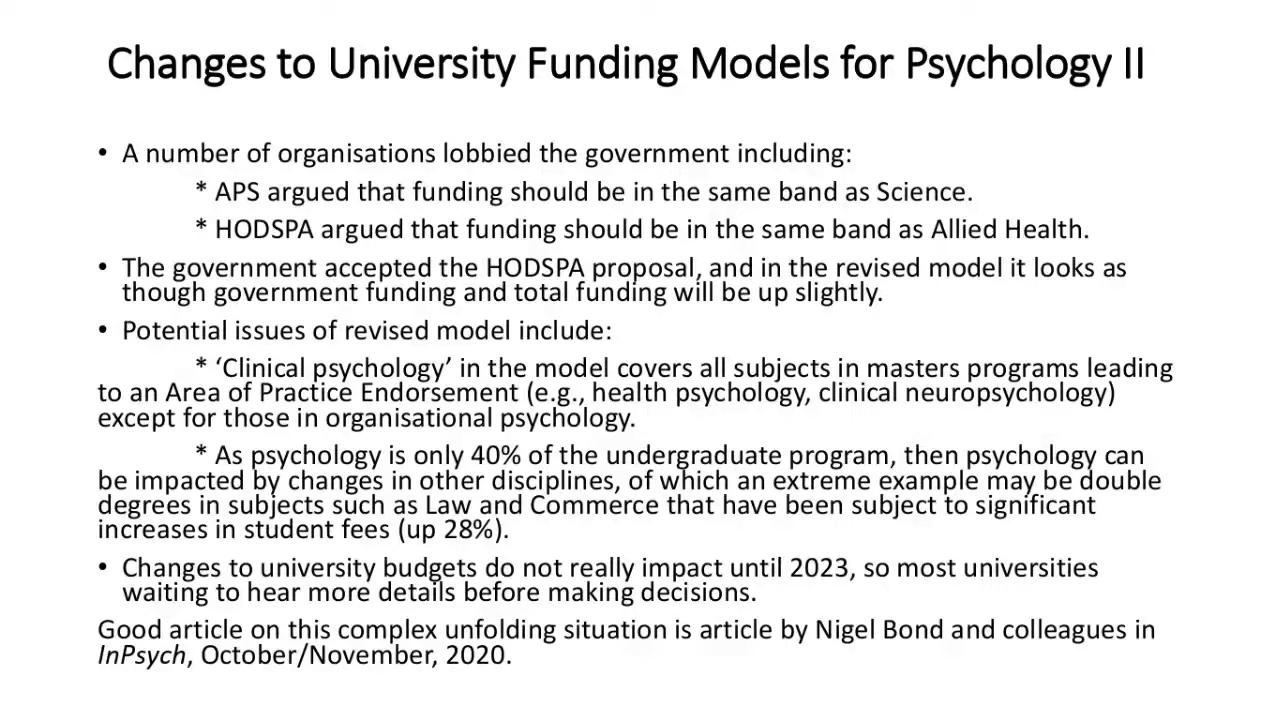 Changes to University Funding Models for Psychology II
• A number of organisations lobbied the government including:
* APS argued that funding should be in the same band as Science.
* HODSPA argued that funding should be in the same band as Allied Health.
• The government accepted the HODSPA proposal, and in the revised model it looks as
though government funding and total funding will be up slightly.
• Potential issues of revised model include:
* ‘Clinical psychology’ in the model covers all subjects in masters programs leading
to an Area of Practice Endorsement (e.g., health psychology, clinical neuropsychology)
except for those in organisational psychology.
* As psychology is only 40% of the undergraduate program, then psychology can
be impacted by changes in other disciplines, of which an extreme example may be double
degrees in subjects such as Law and Commerce that have been subject to significant
increases in student fees (up 28%).
• Changes to university budgets do not really impact until 2023, so most universities
waiting to hear more details before making decisions.
Good article on this complex unfolding situation is article by Nigel Bond and colleagues in
InPsych, October/November, 2020.